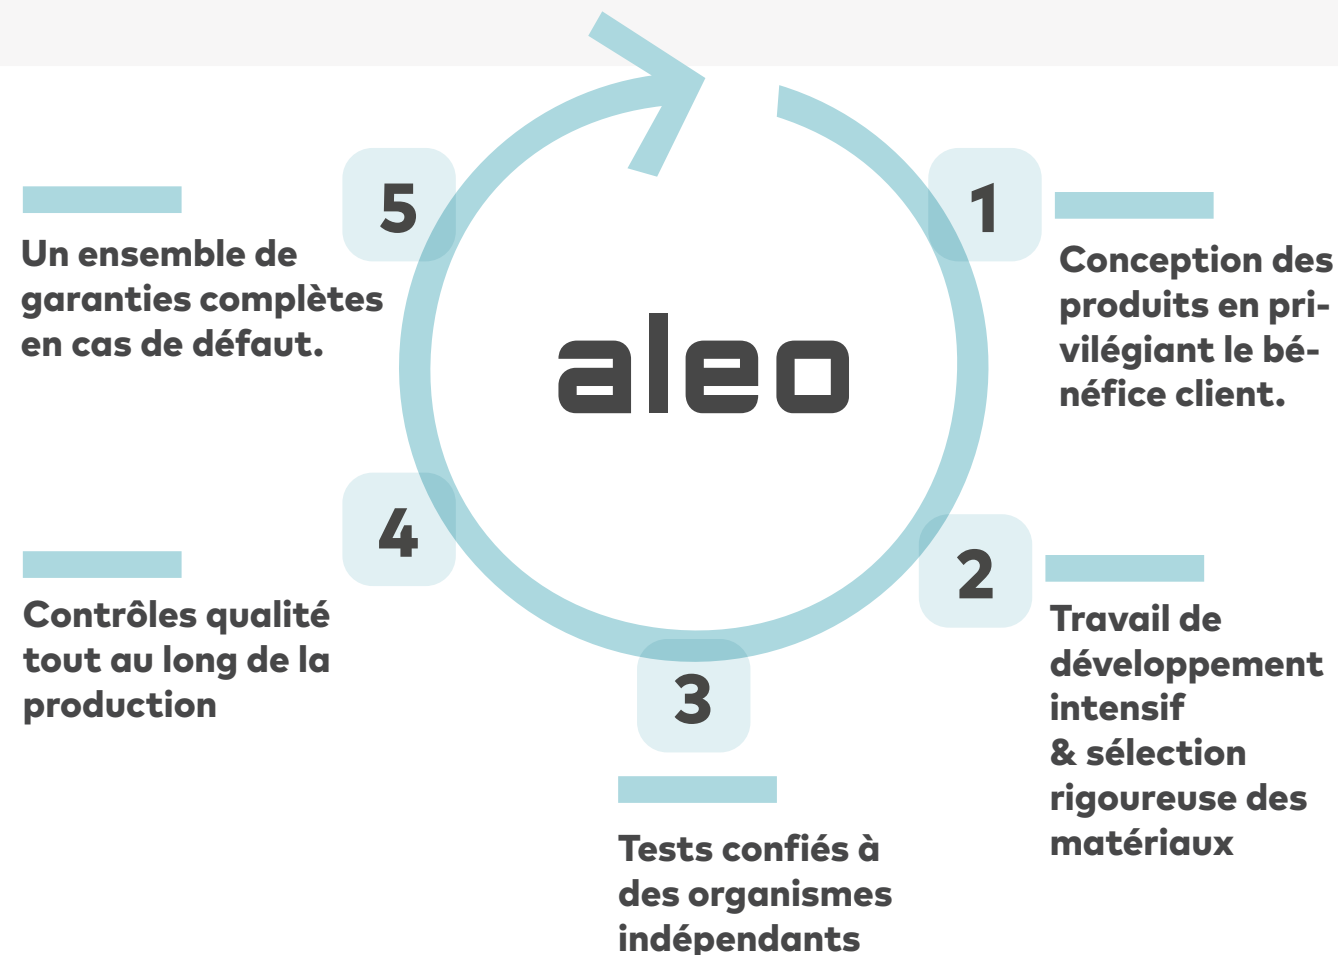 aleo
1
Conception des
produits en pri-
vilégiant le bé-
néfice client.
2
Travail de
développement
intensif
& sélection
rigoureuse des
matériaux
3
Tests confiés à
des organismes
indépendants
4
Contrôles qualité
tout au long de la
production
5
Un ensemble de
garanties complètes
en cas de défaut.